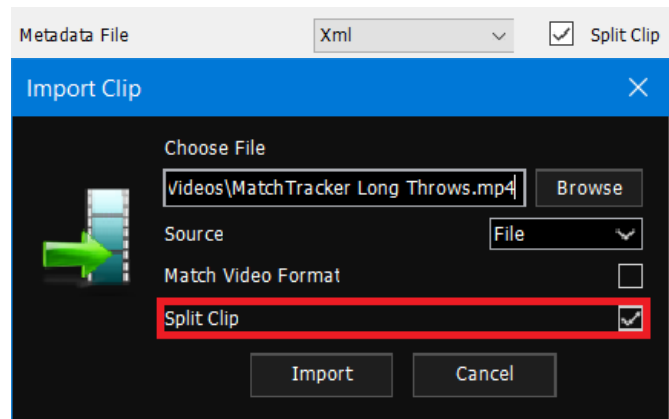 Metadata File Xml Split Clip
Import Clip
Choose File
Videos\MatchTracker Long Throws.mp4 Browse
Source File
Match Video Format
Split Clip
Import Cancel